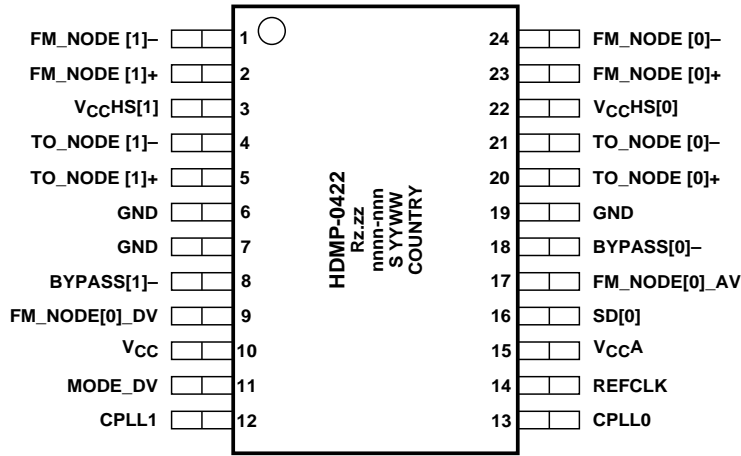 FM_NODE [1]– 1 24 FM_NODE [0]–
FM_NODE [1]+ 2 23 FM_NODE [0]+
VCCHS[1] 3 22 VCCHS[0]
TO_NODE [1]– 4 21 TO_NODE [0]–
TO_NODE [1]+ 5 20 TO_NODE [0]+
GND 6 19 GND
GND 7 18 BYPASS[0]–
BYPASS[1]– 8 17 FM_NODE[0]_AV
FM_NODE[0]_DV 9 16 SD[0]
VCC 10 15 VCCA
MODE_DV 11 14 REFCLK
CPLL1 12 13 CPLL0
HDMP-0422
Rz.zz
nnnn-nnn
S YYWW
COUNTRY